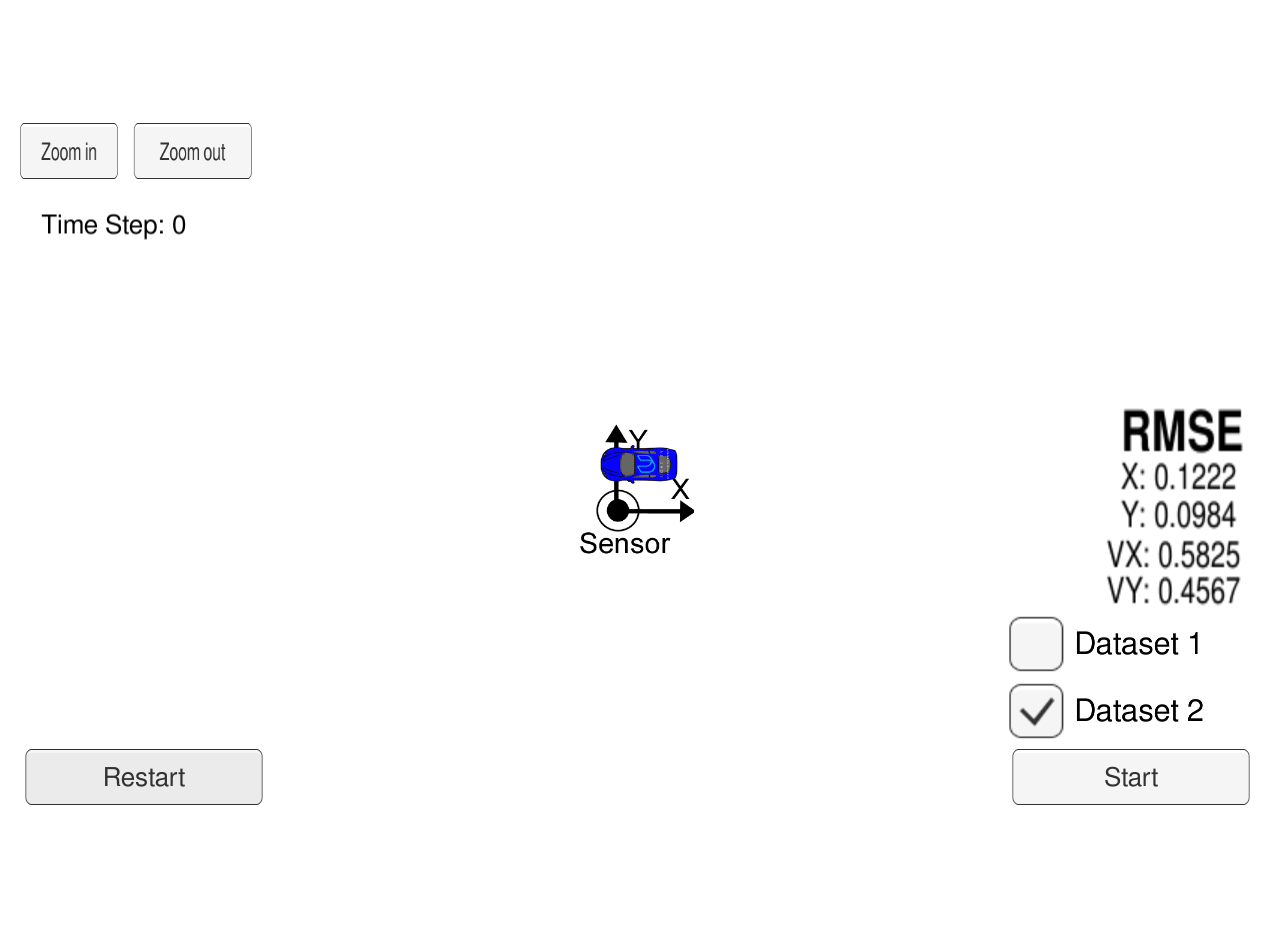 Zoom in
Zoom out
Time Step: 0
Y
X
Sensor
RMSE
X: 0.1222
Y: 0.0984
VX: 0.5825
VY: 0.4567
Dataset 1
Dataset 2
Restart
Start